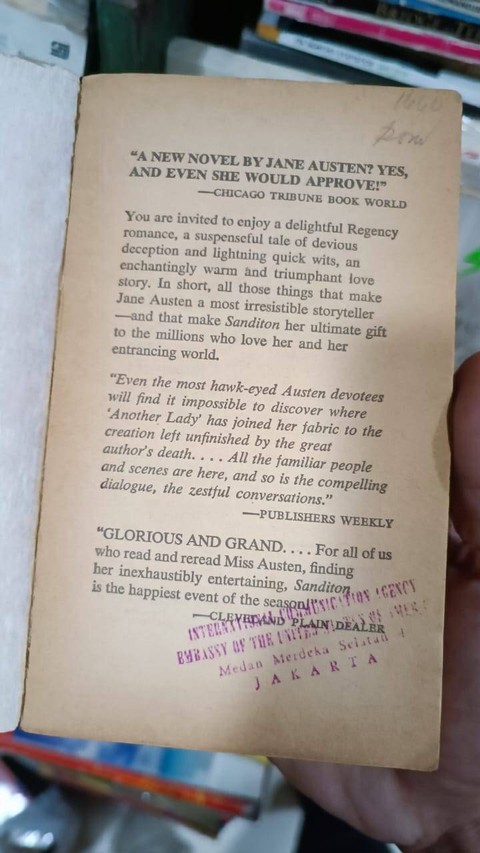 "A NEW NOVEL BY JANE AUSTEN? YES,
AND EVEN SHE WOULD APPROVE!"
—CHICAGO TRIBUNE BOOK WORLD
You are invited to enjoy a delightful Regency
romance, a suspenseful tale of devious
deception and lightning quick wits, an
enchantingly warm and triumphant love
story. In short, all those things that make
Jane Austen a most irresistible storyteller
—and that make Sanditon her ultimate gift
to the millions who love her and her
entrancing world.
"Even the most hawk-eyed Austen devotees
will find it impossible to discover where
'Another Lady' has joined her fabric to the
creation left unfinished by the great
author's death. . . . All the familiar people
and scenes are here, and so is the compelling
dialogue, the zestful conversations."
—PUBLISHERS WEEKLY
"GLORIOUS AND GRAND. . . . For all of us
who read and reread Miss Austen, finding
her inexhaustibly entertaining, Sanditon
is the happiest event of the season!"
—CLEVELAND PLAIN DEALER
INTERNATIONAL COMMUNICATION AGENCY
EMBASSY OF THE UNITED STATES OF AMERICA
Medan Merdeka Selatan 4
JAKARTA